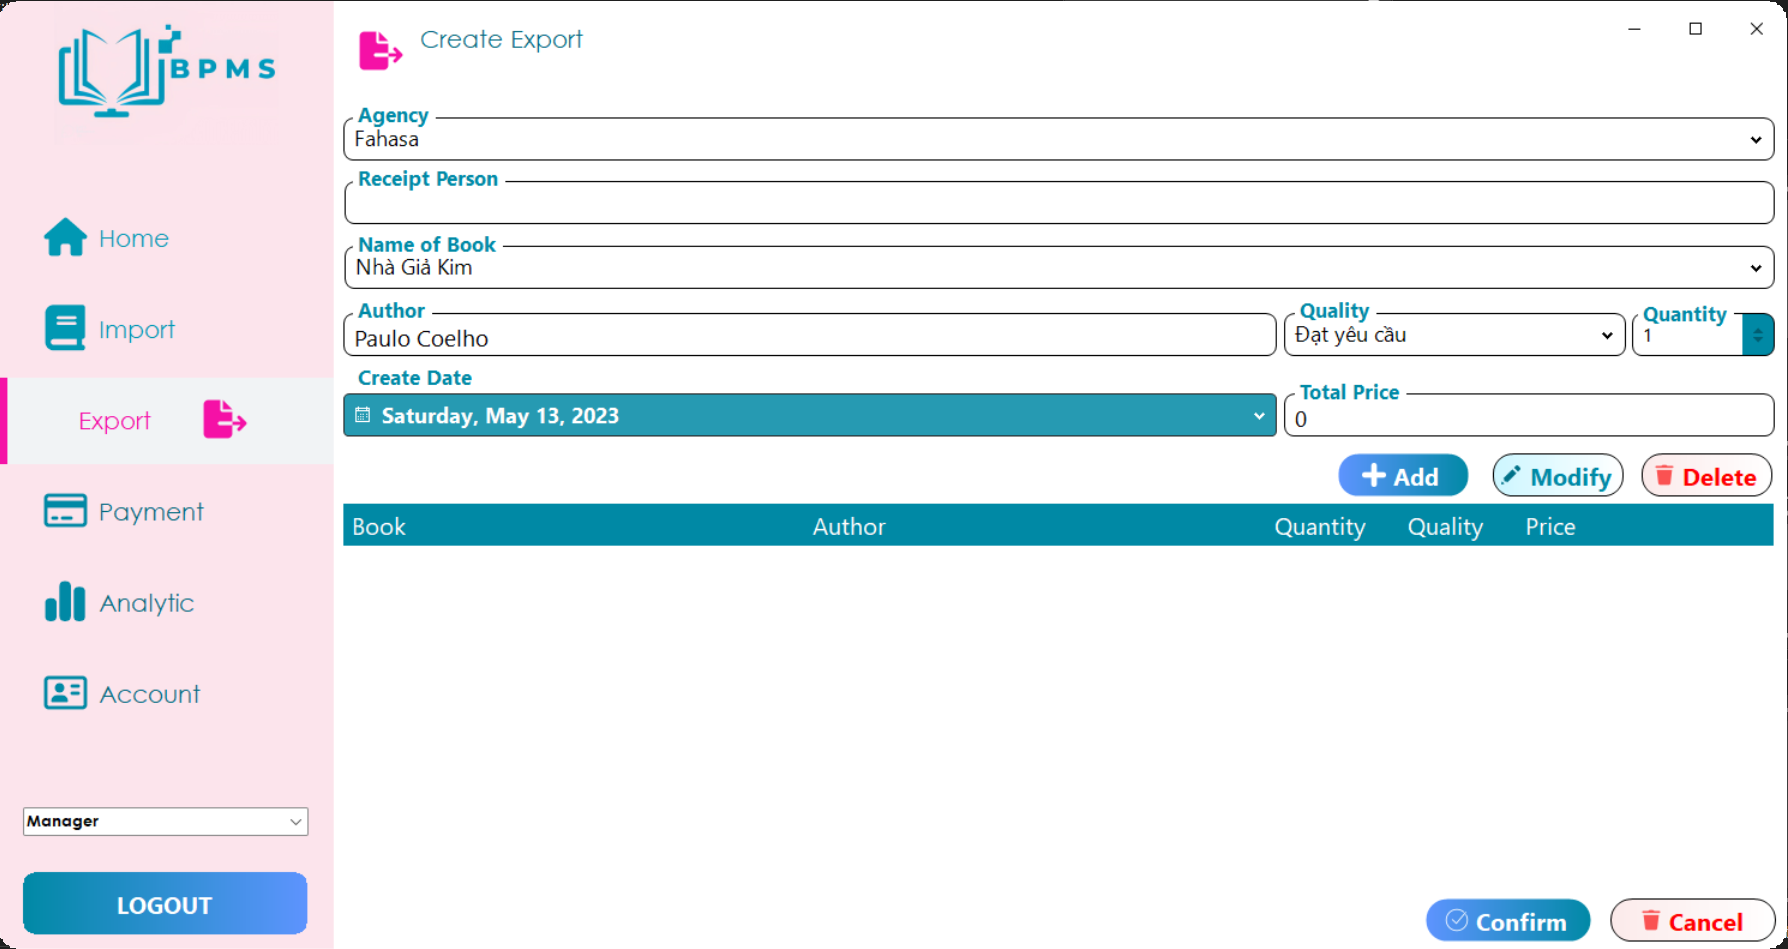 BPMS
Create Export
Agency
Fahasa
Receipt Person
Name of Book
Nhà Giả Kim
Author
Paulo Coelho
Quality
Đạt yêu cầu
Quantity
1
Create Date
Saturday, May 13, 2023
Total Price
0
Add
Modify
Delete
Book Author Quantity Quality Price
Home
Import
Export
Payment
Analytic
Account
Manager
LOGOUT
Confirm
Cancel